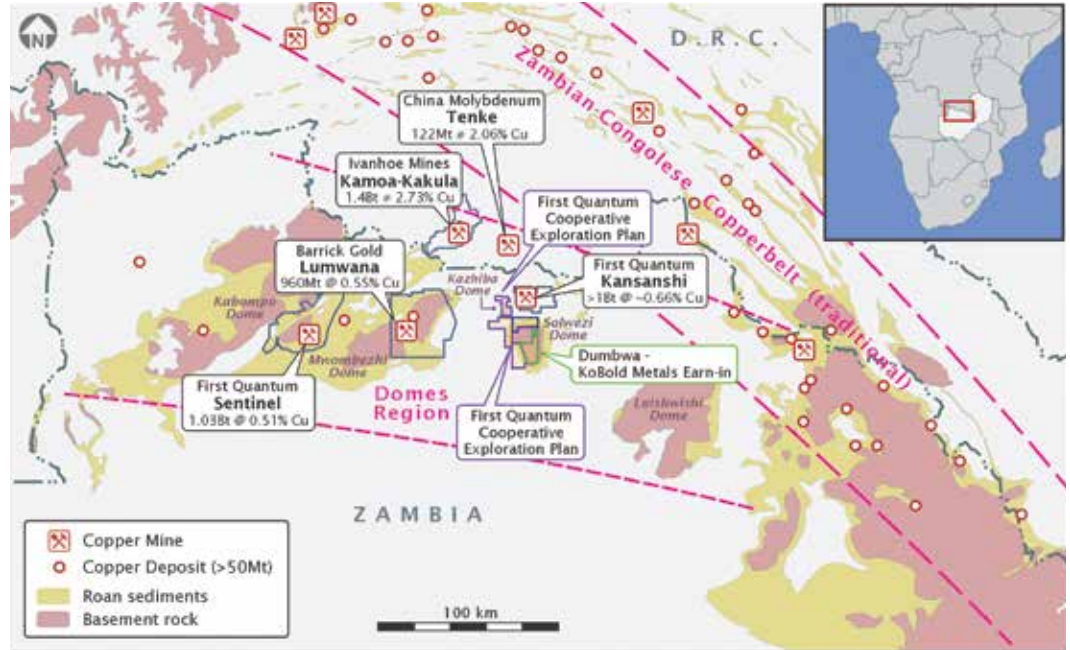 N
D.R.C.
Zambian-Congolese Copperbelt (traditional)
China Molybdenum
Tenke
122Mt @ 2.06% Cu
Ivanhoe Mines
Kamoa-Kakula
1.4Bt @ 2.73% Cu
First Quantum
Cooperative
Exploration Plan
Barrick Gold
Lumwana
960Mt @ 0.55% Cu
Kazhiba
Dome
First Quantum
Kansanshi
>1Bt @ ~0.66% Cu
Kabompo
Dome
Solwezi
Dome
Mwombezhi
Dome
Dumbwa -
KoBold Metals Earn-in
First Quantum
Sentinel
1.03Bt @ 0.51% Cu
Domes
Region
First Quantum
Cooperative
Exploration Plan
Luiswishi
Dome
ZAMBIA
Copper Mine
Copper Deposit (>50Mt)
Roan sediments
Basement rock
100 km